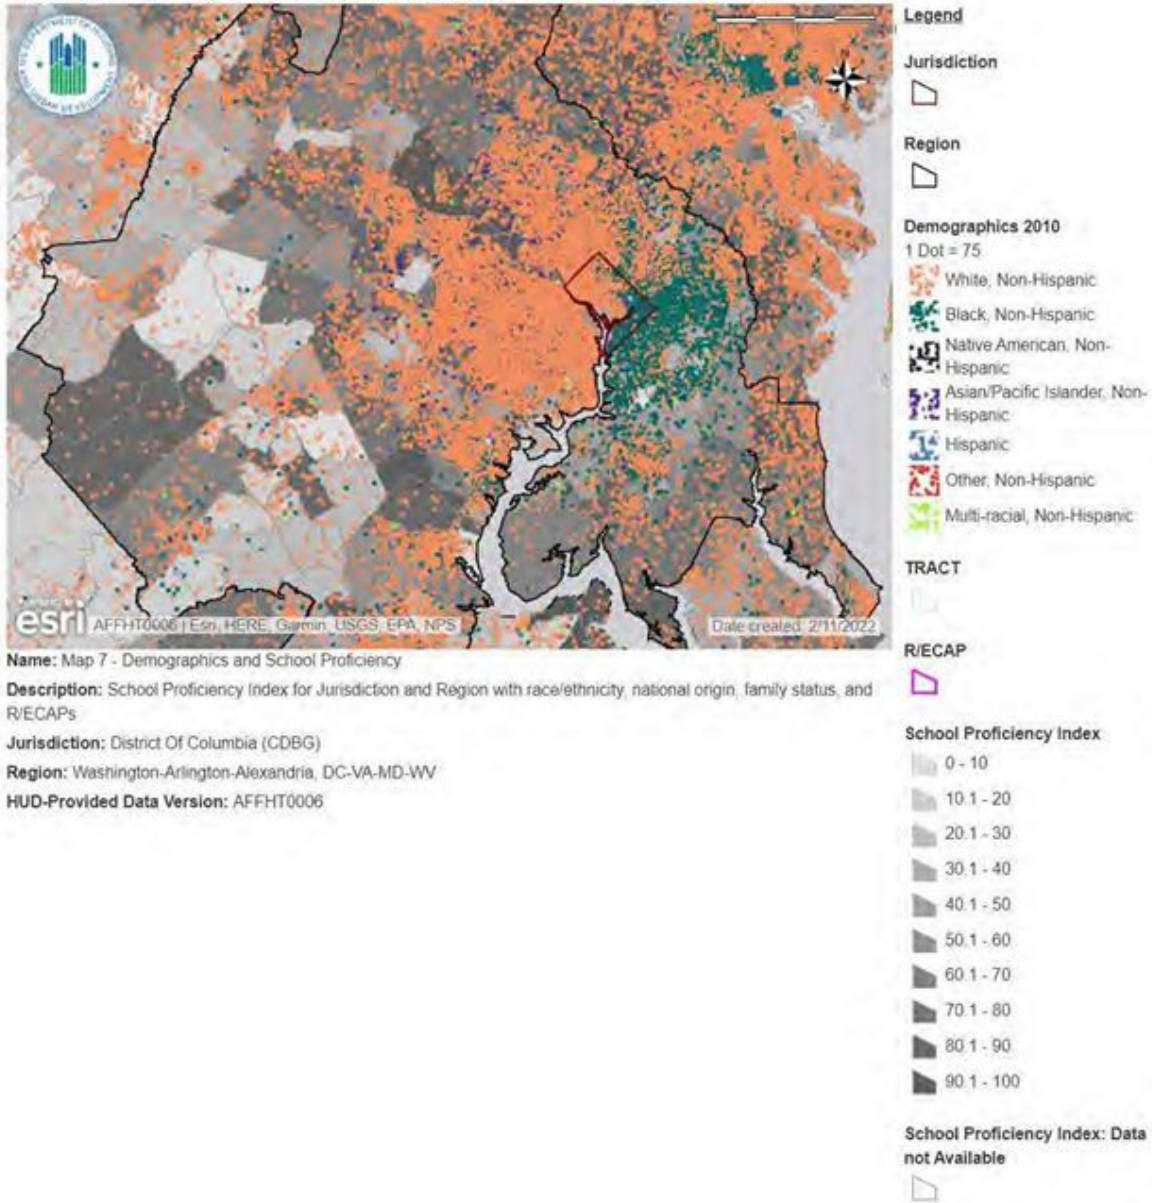 U.S. DEPARTMENT OF HOUSING AND URBAN DEVELOPMENT
N
esri
AFFHT0006 | Esri, HERE, Garmin, USGS, EPA, NPS
Date created: 2/11/2022
Name: Map 7 - Demographics and School Proficiency
Description: School Proficiency Index for Jurisdiction and Region with race/ethnicity, national origin, family status, and
R/ECAPs
Jurisdiction: District Of Columbia (CDBG)
Region: Washington-Arlington-Alexandria, DC-VA-MD-WV
HUD-Provided Data Version: AFFHT0006
Legend
Jurisdiction
Region
Demographics 2010
1 Dot = 75
White, Non-Hispanic
Black, Non-Hispanic
Native American, Non-
Hispanic
Asian/Pacific Islander, Non-
Hispanic
Hispanic
Other, Non-Hispanic
Multi-racial, Non-Hispanic
TRACT
R/ECAP
School Proficiency Index
0 - 10
10.1 - 20
20.1 - 30
30.1 - 40
40.1 - 50
50.1 - 60
60.1 - 70
70.1 - 80
80.1 - 90
90.1 - 100
School Proficiency Index: Data
not Available